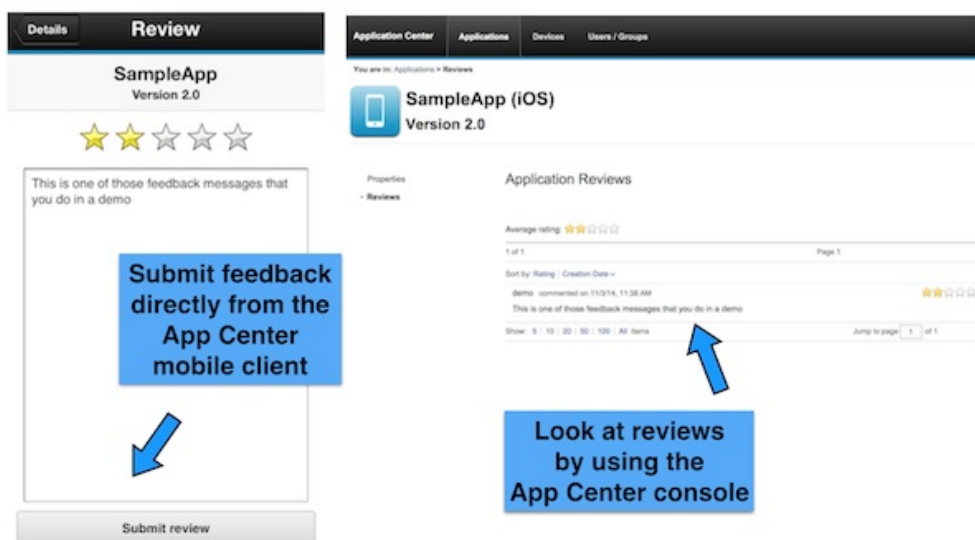 Details
Review
SampleApp
Version 2.0
This is one of those feedback messages that
you do in a demo
Submit feedback
directly from the
App Center
mobile client
Submit review
Application Center Applications Devices Users / Groups
You are in: Applications > Reviews
SampleApp (iOS)
Version 2.0
Properties
Reviews
Application Reviews
Average rating:
1 of 1 Page 1
Sort by: Rating | Creation Date
demo commented on 11/3/14, 11:38 AM
This is one of those feedback messages that you do in a demo
Show: 5 | 10 | 20 | 50 | 100 | All items Jump to page 1 of 1
Look at reviews
by using the
App Center console